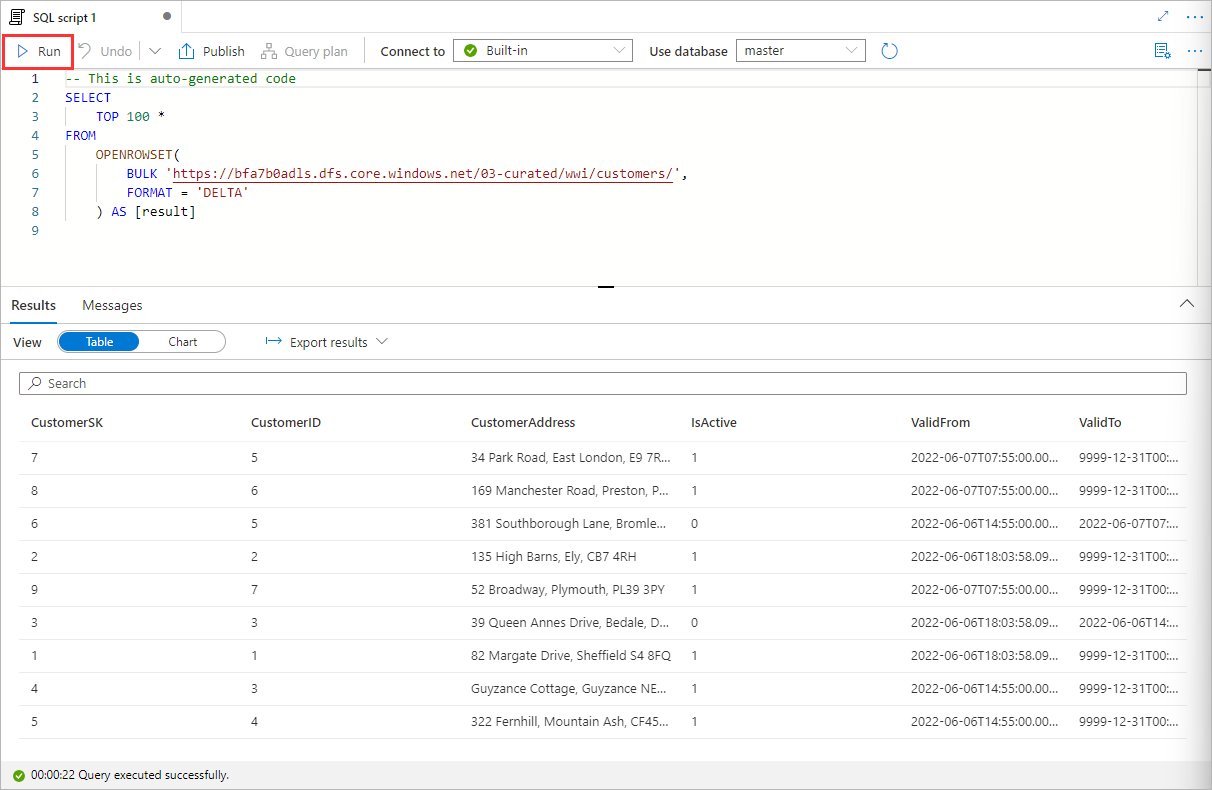 SQL script 1
Run Undo Publish Query plan Connect to Built-in Use database master
1 -- This is auto-generated code
2 SELECT
3 TOP 100 *
4 FROM
5 OPENROWSET(
6 BULK 'https://bfa7b0adls.dfs.core.windows.net/03-curated/wwi/customers/',
7 FORMAT = 'DELTA'
8 ) AS [result]
9
Results Messages
View Table Chart Export results
Search
CustomerSK CustomerID CustomerAddress IsActive ValidFrom ValidTo
7 5 34 Park Road, East London, E9 7R... 1 2022-06-07T07:55:00.00... 9999-12-31T00:...
8 6 169 Manchester Road, Preston, P... 1 2022-06-07T07:55:00.00... 9999-12-31T00:...
6 5 381 Southborough Lane, Bromle... 0 2022-06-06T14:55:00.00... 2022-06-07T07:...
2 2 135 High Barns, Ely, CB7 4RH 1 2022-06-06T18:03:58.09... 9999-12-31T00:...
9 7 52 Broadway, Plymouth, PL39 3PY 1 2022-06-07T07:55:00.00... 9999-12-31T00:...
3 3 39 Queen Annes Drive, Bedale, D... 0 2022-06-06T18:03:58.09... 2022-06-06T14:...
1 1 82 Margate Drive, Sheffield S4 8FQ 1 2022-06-06T18:03:58.09... 9999-12-31T00:...
4 3 Guyzance Cottage, Guyzance NE... 1 2022-06-06T14:55:00.00... 9999-12-31T00:...
5 4 322 Fernhill, Mountain Ash, CF45... 1 2022-06-06T14:55:00.00... 9999-12-31T00:...
00:00:22 Query executed successfully.